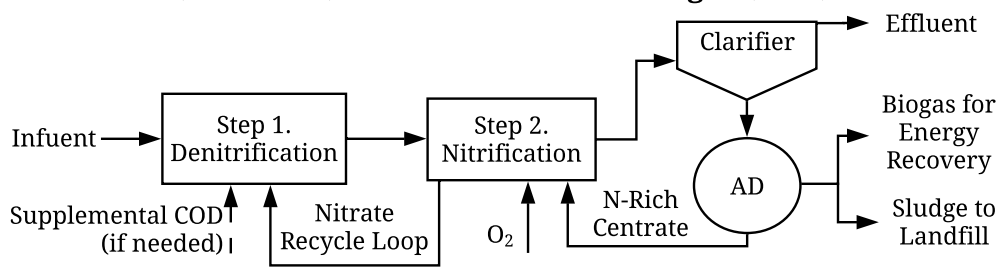 Effluent
Clarifier
Biogas for
Energy
Recovery
Infuent
Step 1.
Denitrification
Step 2.
Nitrification
AD
Supplemental COD
(if needed)
Nitrate
Recycle Loop
O₂
N-Rich
Centrate
Sludge to
Landfill